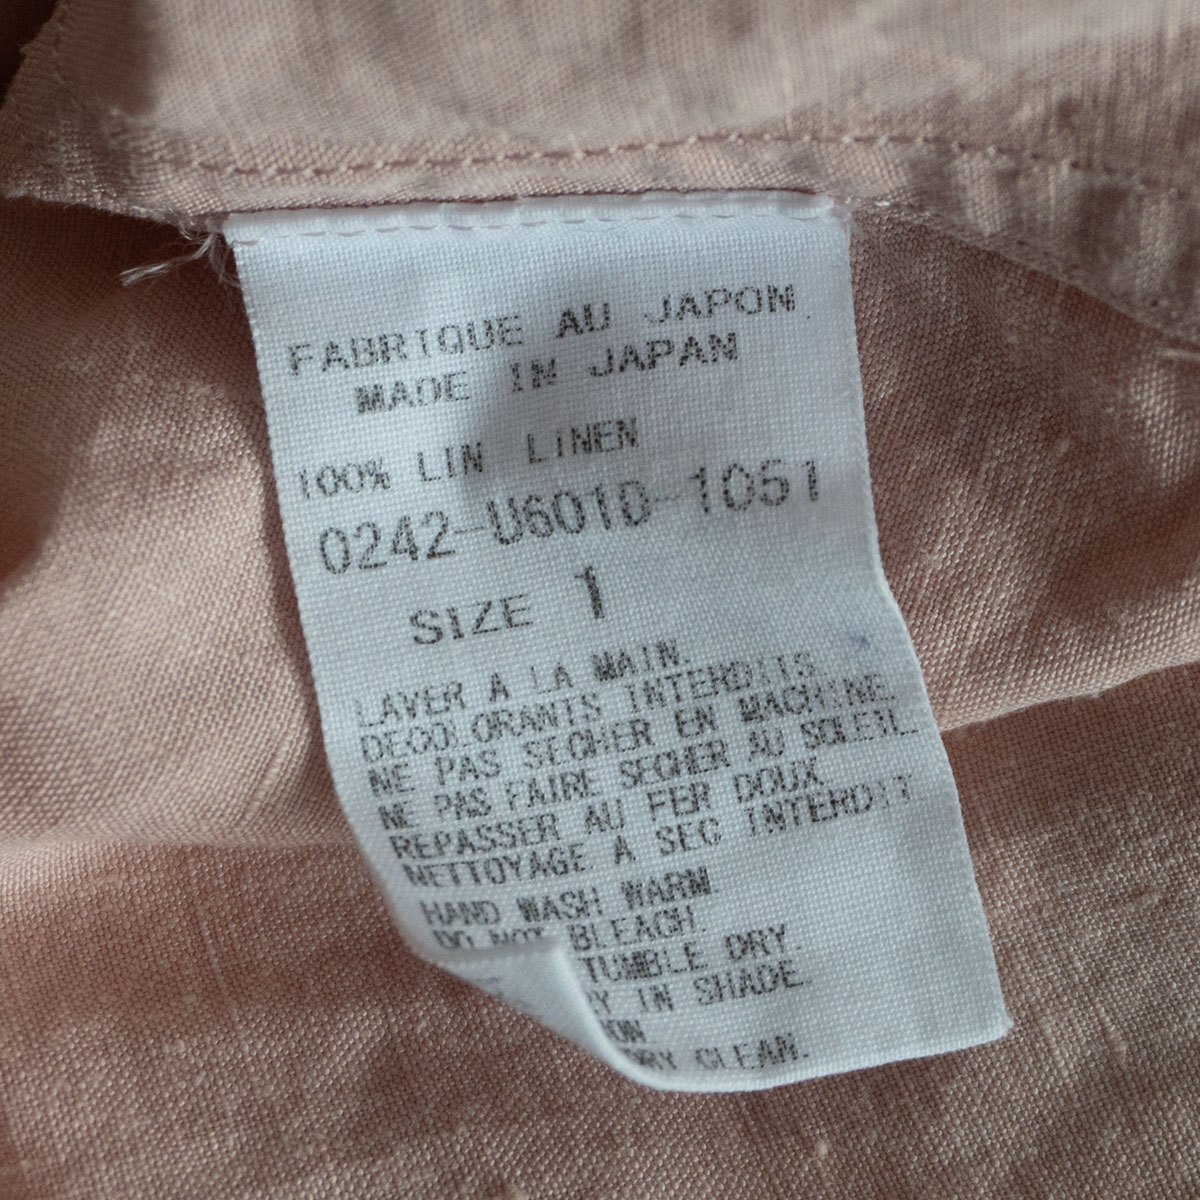 FABRIQUE AU JAPON
MADE IN JAPAN
100% LIN LINEN
0242-U6010-1051
SIZE 1
LAVER A LA MAIN.
DECOLORANTS INTERDITS.
NE PAS SECHER EN MACHINE.
NE PAS FAIRE SECHER AU SOLEIL.
REPASSER AU FER DOUX.
NETTOYAGE A SEC INTERDIT.
HAND WASH WARM.
DO NOT BLEACH.
TUMBLE DRY.
IN SHADE.
CLEAN.